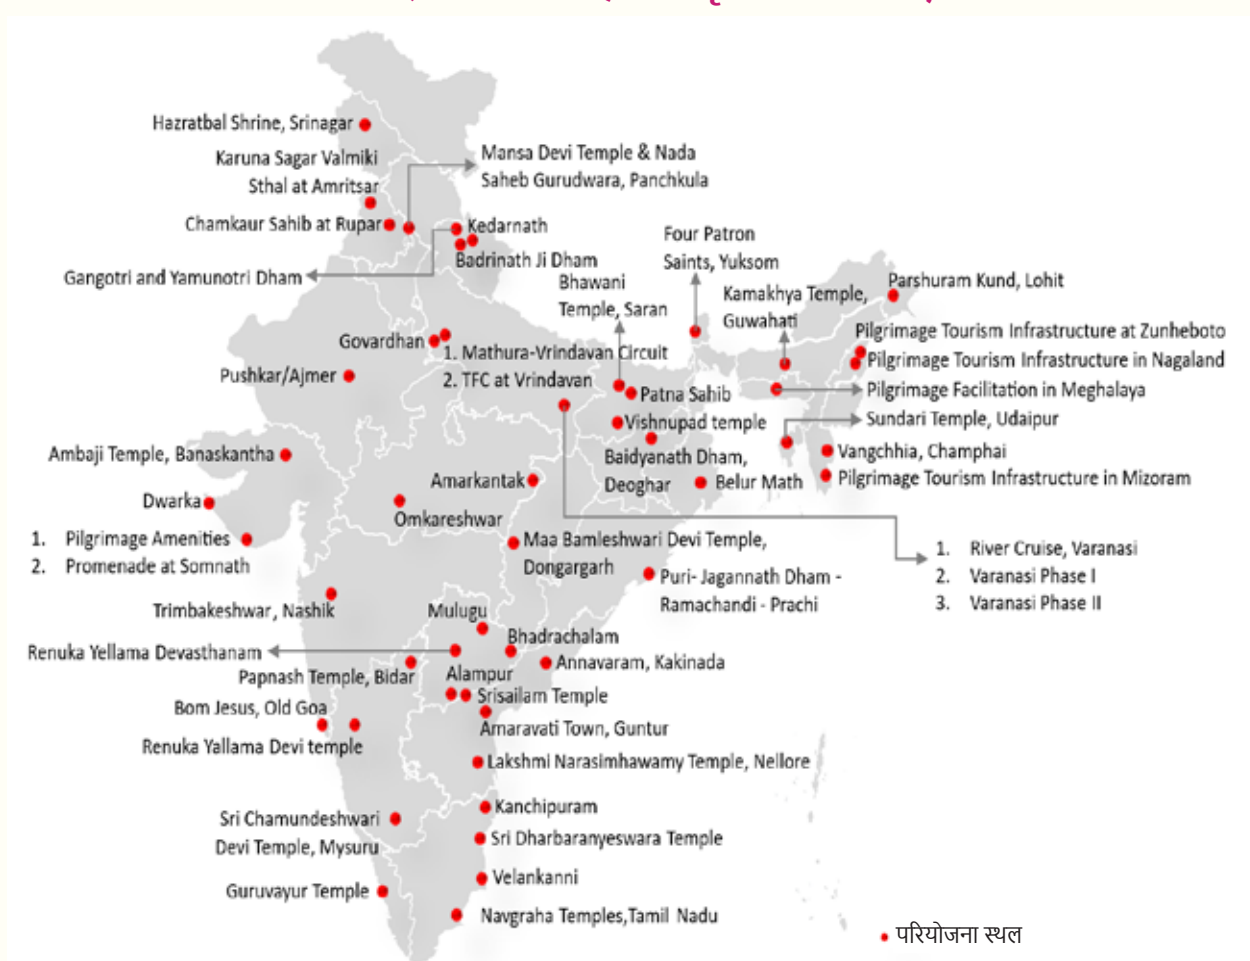 Hazratbal Shrine, Srinagar
Karuna Sagar Valmiki
Sthal at Amritsar
Mansa Devi Temple & Nada
Saheb Gurudwara, Panchkula
Chamkaur Sahib at Rupar
Kedarnath
Badrinath Ji Dham
Gangotri and Yamunotri Dham
Four Patron
Saints, Yuksom
Bhawani
Temple, Saran
Kamakhya Temple,
Guwahati
Parshuram Kund, Lohit
Pilgrimage Tourism Infrastructure at Zunheboto
Pilgrimage Tourism Infrastructure in Nagaland
Pilgrimage Facilitation in Meghalaya
Sundari Temple, Udaipur
Vangchhia, Champhai
Pilgrimage Tourism Infrastructure in Mizoram
Govardhan
1. Mathura-Vrindavan Circuit
2. TFC at Vrindavan
Pushkar/Ajmer
Patna Sahib
Vishnupad temple
Baidyanath Dham,
Deoghar
Belur Math
Ambaji Temple, Banaskantha
Amarkantak
Dwarka
Omkareshwar
1. Pilgrimage Amenities
2. Promenade at Somnath
Maa Bamleshwari Devi Temple,
Dongargarh
1. River Cruise, Varanasi
2. Varanasi Phase I
3. Varanasi Phase II
Puri- Jagannath Dham -
Ramachandi - Prachi
Trimbakeshwar, Nashik
Mulugu
Bhadrachalam
Renuka Yellama Devasthanam
Annavaram, Kakinada
Papnash Temple, Bidar
Alampur
Srisailam Temple
Bom Jesus, Old Goa
Amaravati Town, Guntur
Renuka Yallama Devi temple
Lakshmi Narasimhawamy Temple, Nellore
Kanchipuram
Sri Chamundeshwari
Devi Temple, Mysuru
Sri Dharbaranyeswara Temple
Velankanni
Guruvayur Temple
Navgraha Temples,Tamil Nadu
परियोजना स्थल